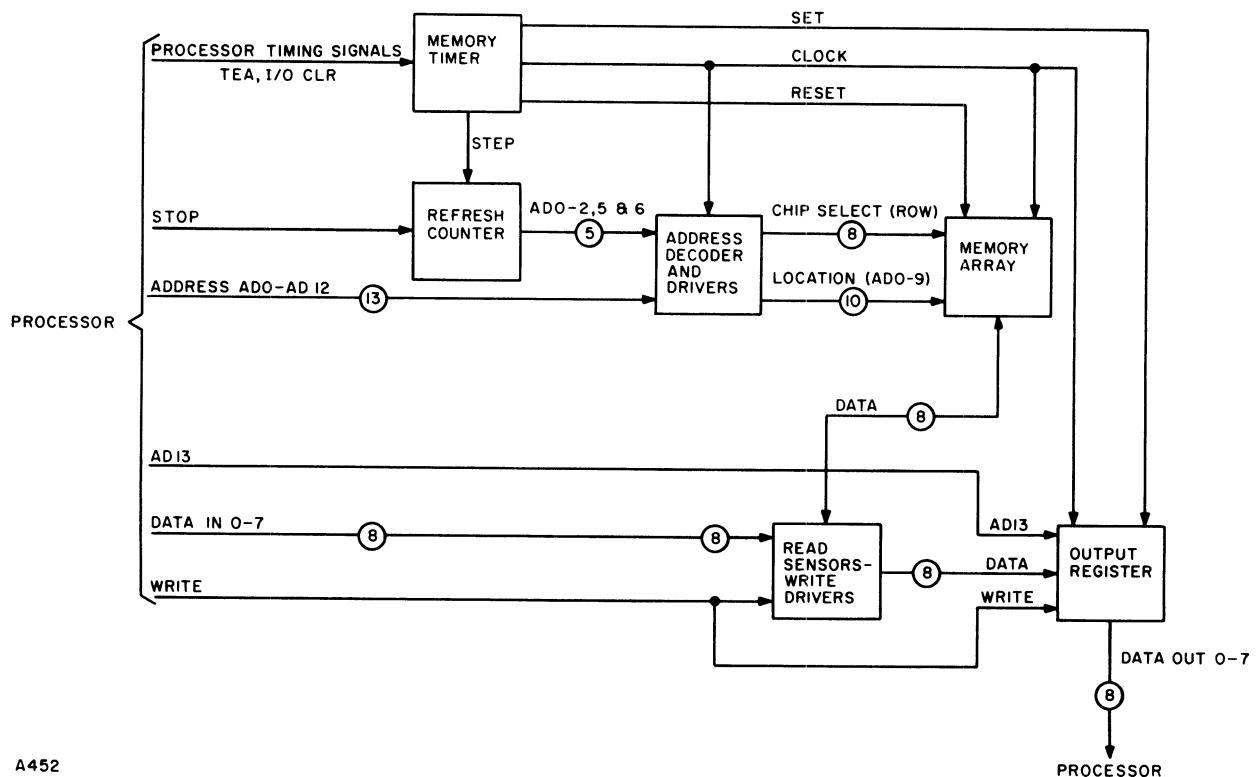 SET
PROCESSOR TIMING SIGNALS
TEA, I/O CLR
MEMORY
TIMER
CLOCK
RESET
STEP
STOP
REFRESH
COUNTER
ADO-2,5 & 6
5
ADDRESS
DECODER
AND
DRIVERS
CHIP SELECT (ROW)
8
MEMORY
ARRAY
ADDRESS ADO-AD 12
13
LOCATION (ADO-9)
10
PROCESSOR
DATA
8
AD13
DATA IN 0-7
8
8
READ
SENSORS-
WRITE
DRIVERS
AD13
OUTPUT
REGISTER
8
DATA
WRITE
WRITE
DATA OUT 0-7
8
A452
PROCESSOR